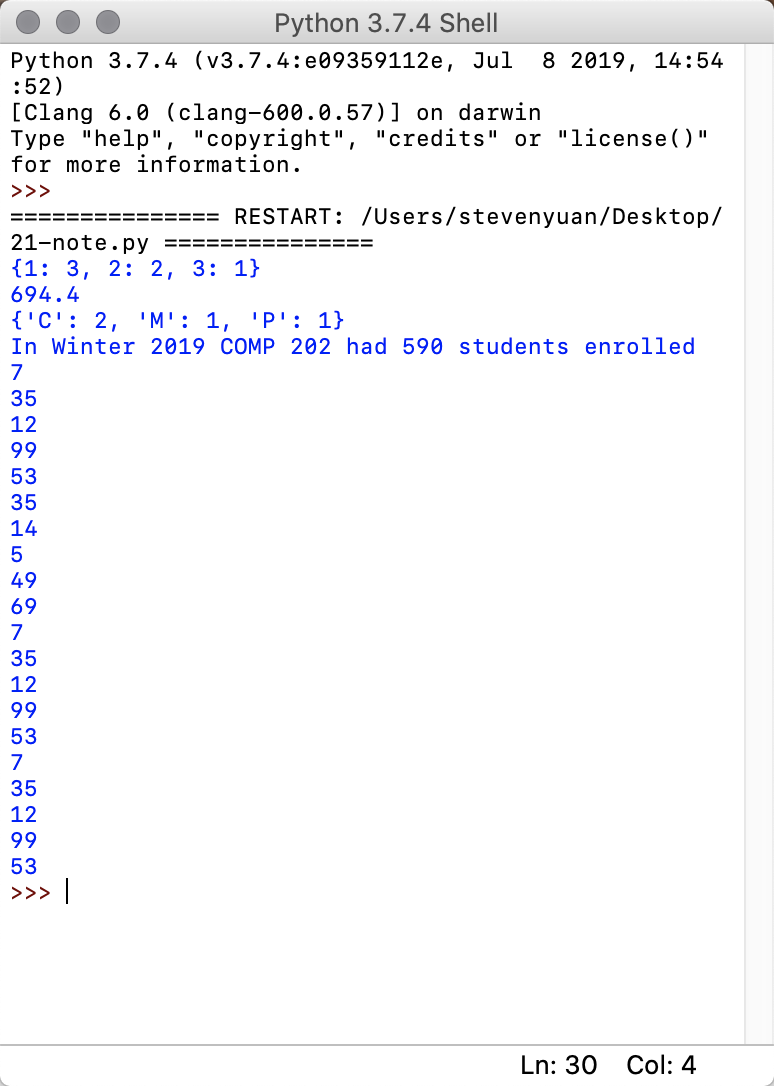 Python 3.7.4 Shell
Python 3.7.4 (v3.7.4:e09359112e, Jul  8 2019, 14:54
:52)
[Clang 6.0 (clang-600.0.57)] on darwin
Type "help", "copyright", "credits" or "license()"
for more information.
>>>
=============== RESTART: /Users/stevenyuan/Desktop/
21-note.py ===============
{1: 3, 2: 2, 3: 1}
694.4
{'C': 2, 'M': 1, 'P': 1}
In Winter 2019 COMP 202 had 590 students enrolled
7
35
12
99
53
35
14
5
49
69
7
35
12
99
53
7
35
12
99
53
>>>
Ln: 30 Col: 4